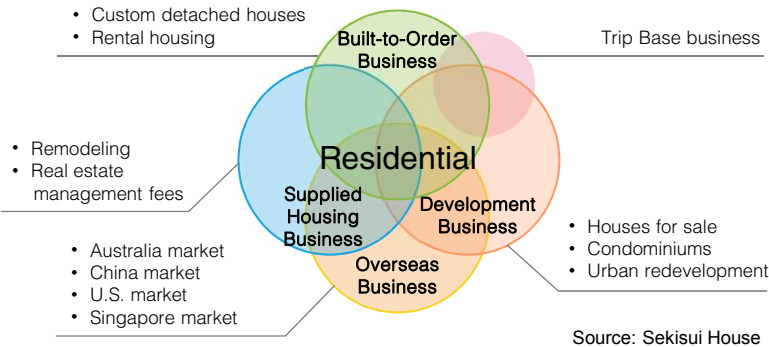 • Custom detached houses
• Rental housing
Built-to-Order
Business
Trip Base business
• Remodeling
• Real estate
management fees
Residential
Supplied
Housing
Business
Development
Business
Overseas
Business
• Australia market
• China market
• U.S. market
• Singapore market
• Houses for sale
• Condominiums
• Urban redevelopment
Source: Sekisui House